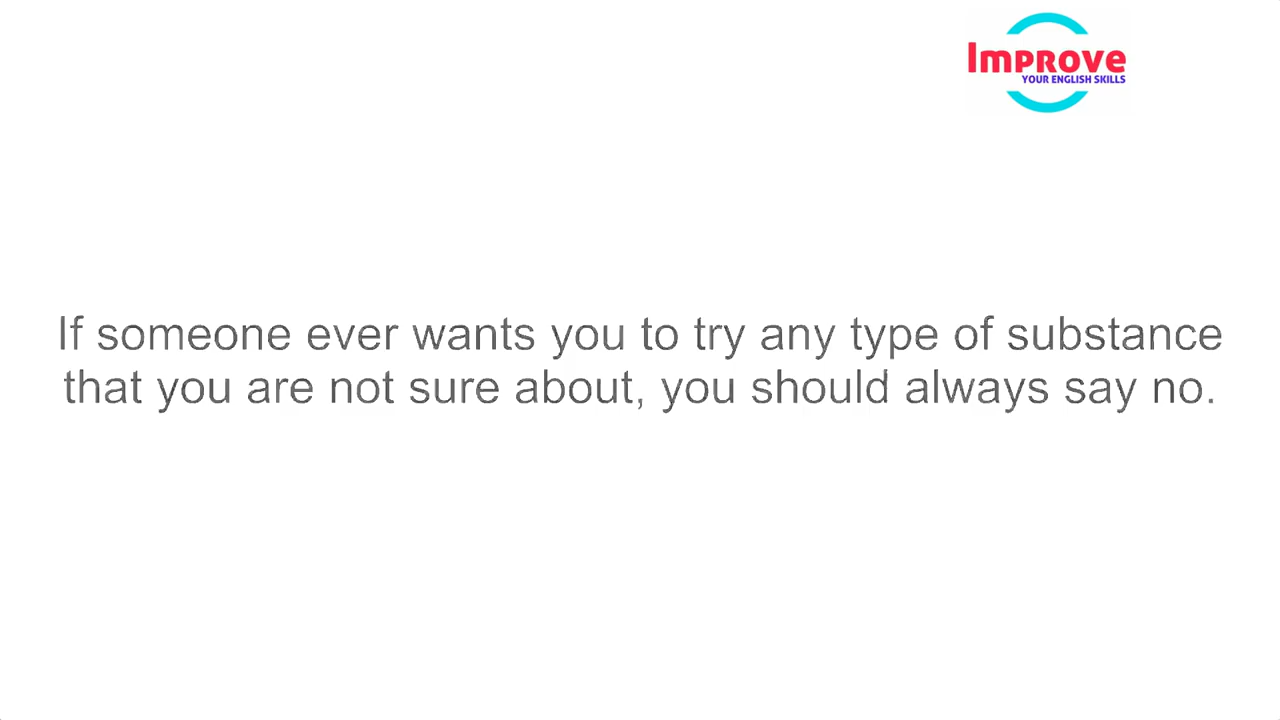 Improve
YOUR ENGLISH SKILLS
If someone ever wants you to try any type of substance
that you are not sure about, you should always say no.